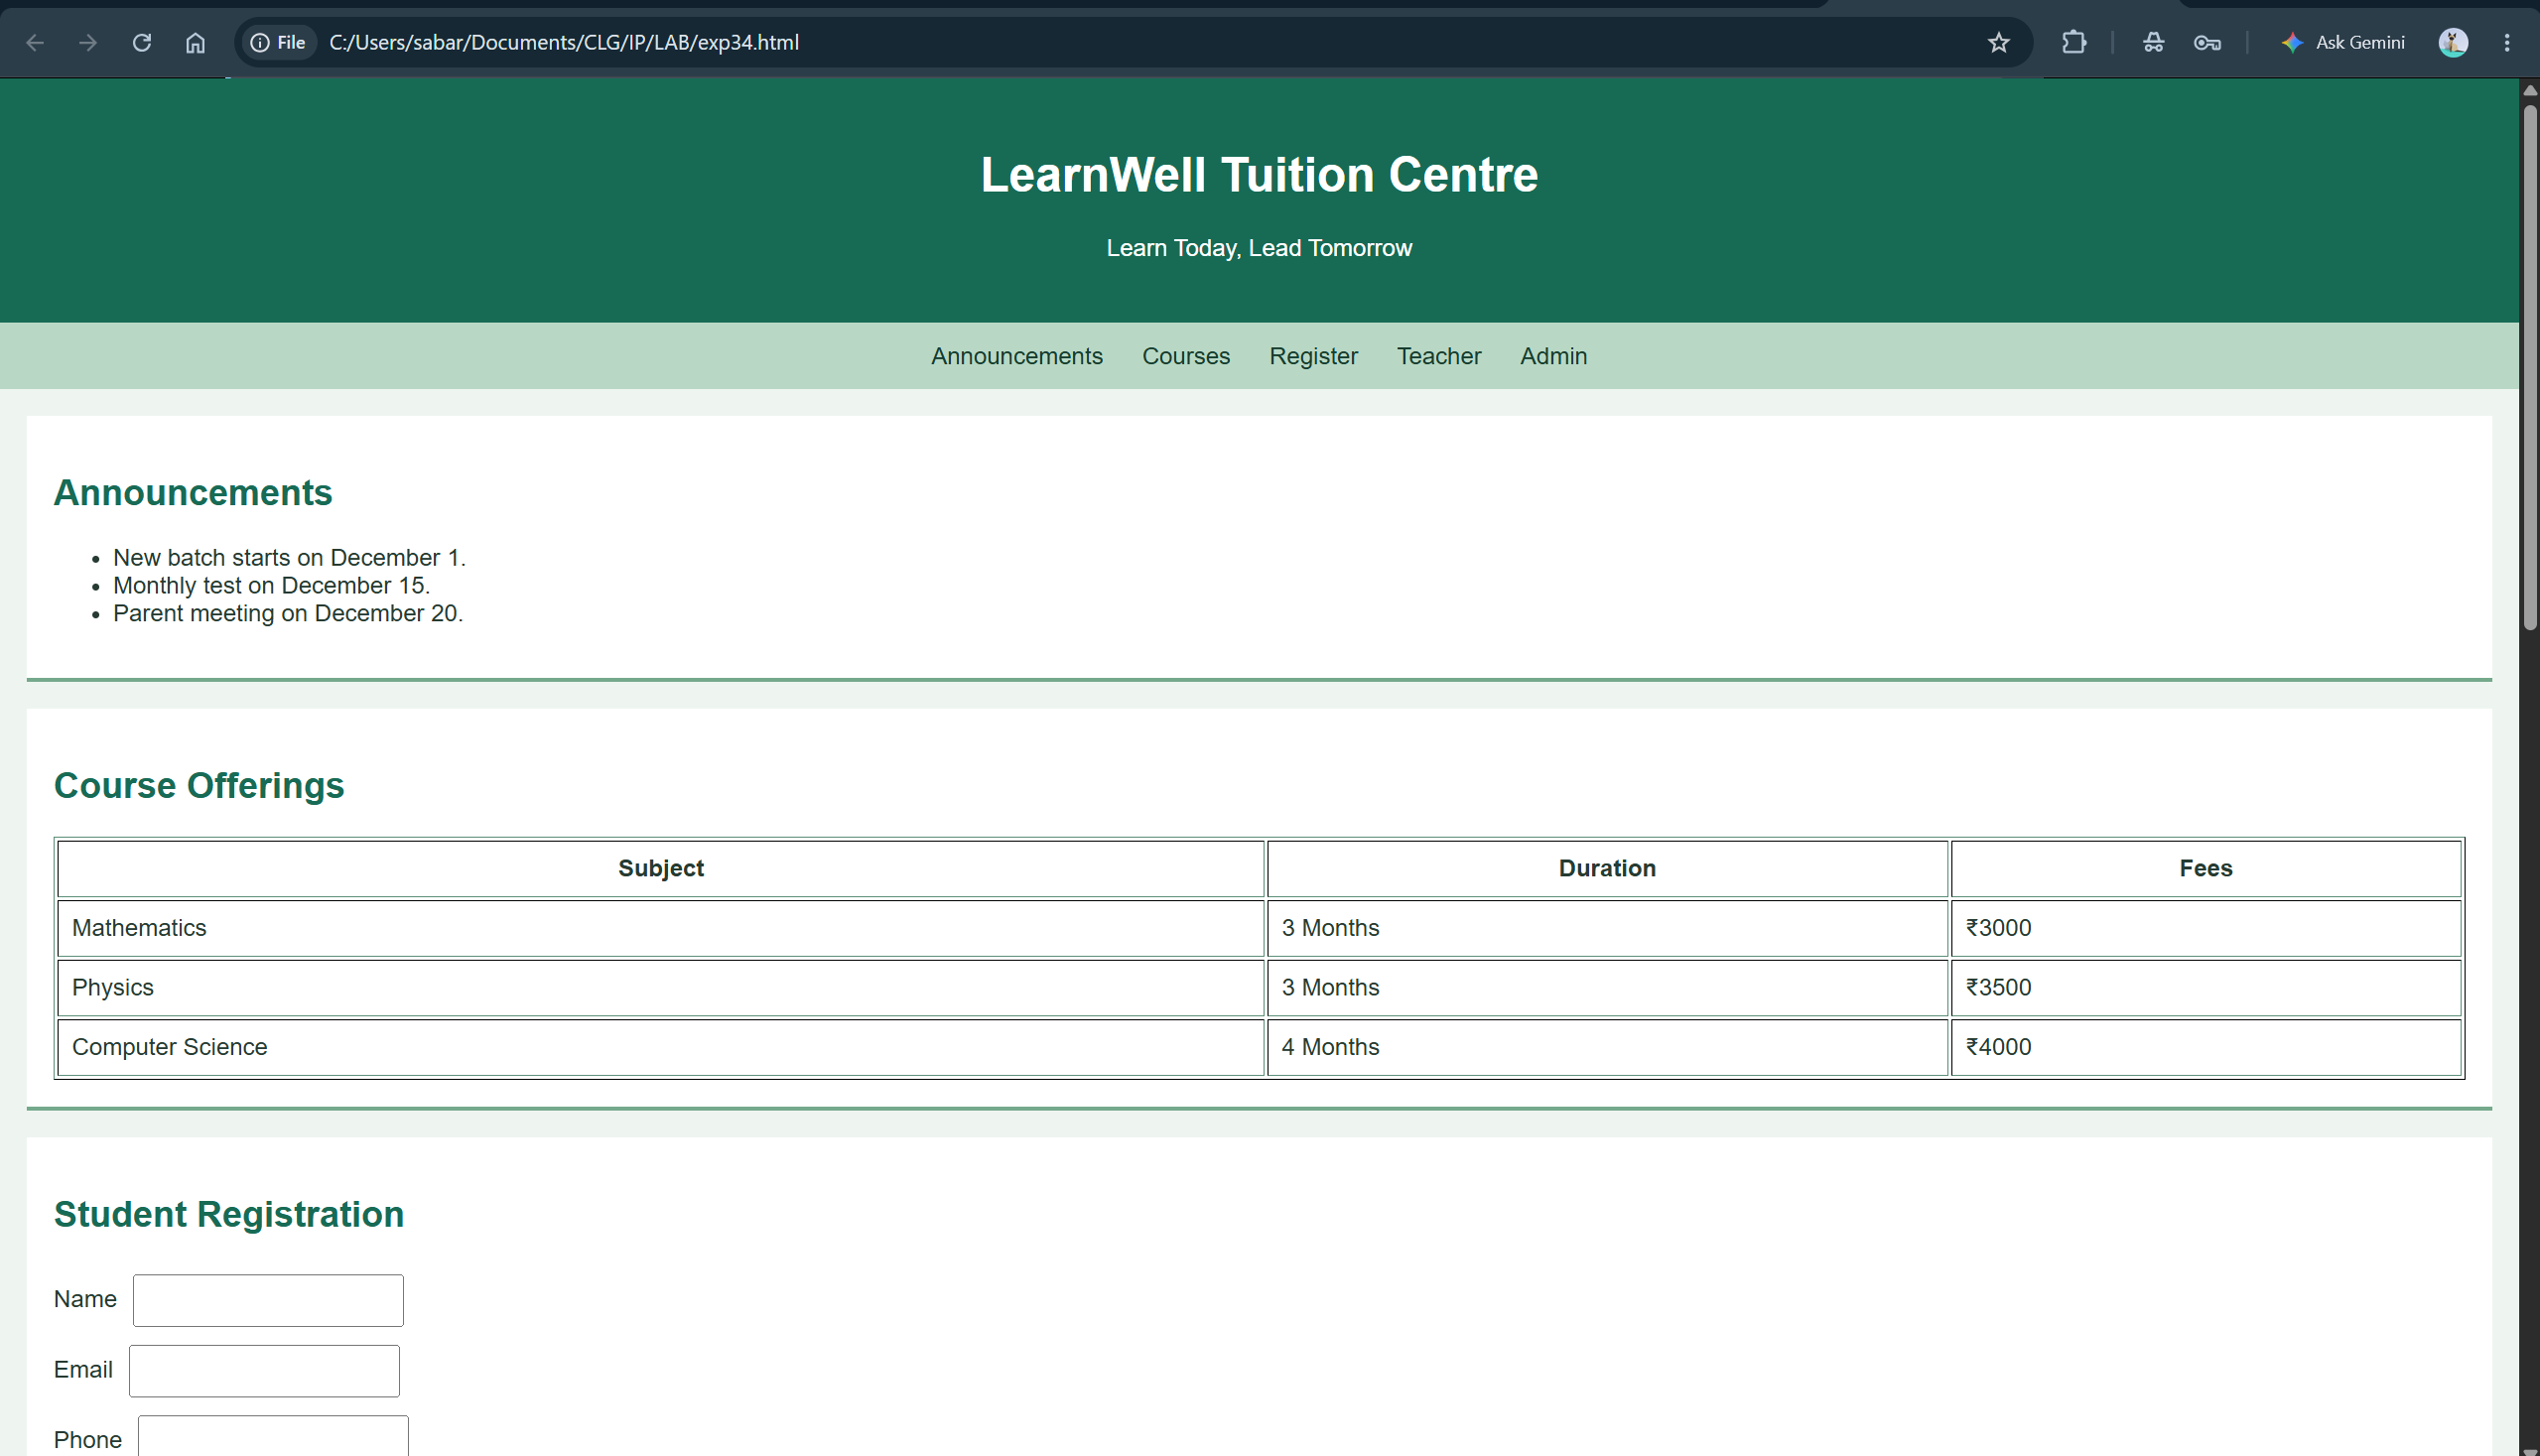 File C:/Users/sabar/Documents/CLG/IP/LAB/exp34.html Ask Gemini
LearnWell Tuition Centre
Learn Today, Lead Tomorrow
Announcements Courses Register Teacher Admin
Announcements
New batch starts on December 1.
Monthly test on December 15.
Parent meeting on December 20.
Course Offerings
Subject Duration Fees
Mathematics 3 Months ₹3000
Physics 3 Months ₹3500
Computer Science 4 Months ₹4000
Student Registration
Name
Email
Phone